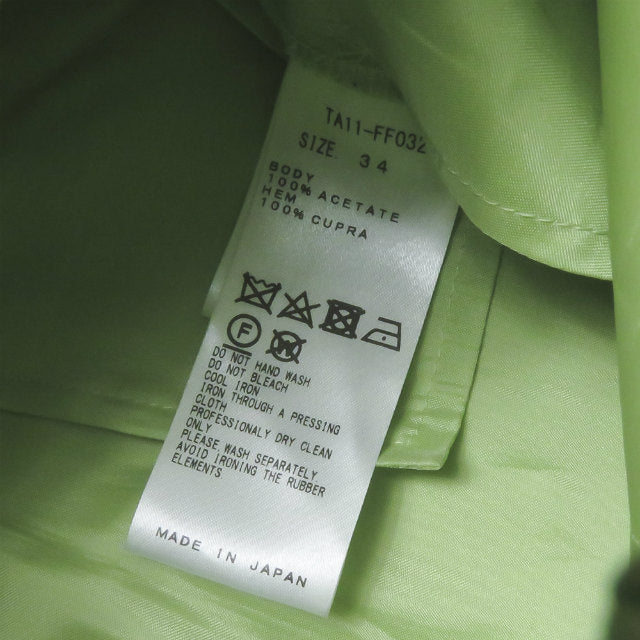 TA11-FF032
SIZE. 34
BODY
100% ACETATE
HEM
100% CUPRA
F
W
DO NOT HAND WASH
DO NOT BLEACH
COOL IRON
IRON THROUGH A PRESSING
CLOTH
PROFESSIONALY DRY CLEAN
ONLY
PLEASE WASH SEPARATELY
AVOID IRONING THE RUBBER
ELEMENTS
MADE IN JAPAN